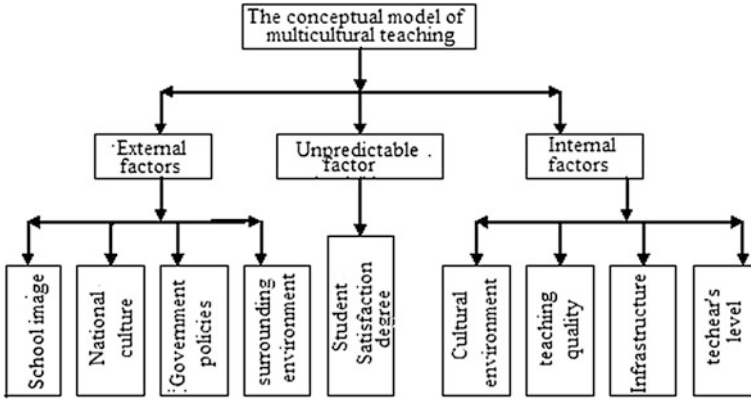 The conceptual model of
multicultural teaching
External
factors
Unpredictable
factor
Internal
factors
School image
National
culture
Government
policies
surrounding
environment
Student
Satisfaction
degree
Cultural
environment
teaching
quality
Infrastructure
techear's
level